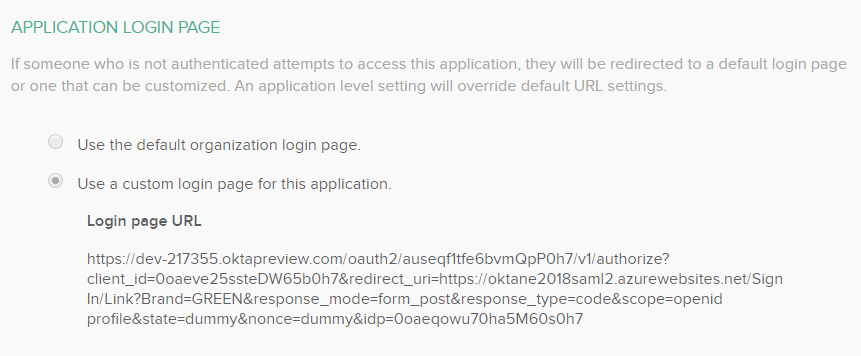 APPLICATION LOGIN PAGE
If someone who is not authenticated attempts to access this application, they will be redirected to a default login page
or one that can be customized. An application level setting will override default URL settings.
Use the default organization login page.
Use a custom login page for this application.
Login page URL
https://dev-217355.oktapreview.com/oauth2/auseqf1tfe6bvmQpP0h7/v1/authorize?
client_id=0oaeve25ssteDW65b0h7&redirect_uri=https://oktane2018saml2.azurewebsites.net/Sign
In/Link?Brand=GREEN&response_mode=form_post&response_type=code&scope=openid
profile&state=dummy&nonce=dummy&idp=0oaeqowu70ha5M60s0h7